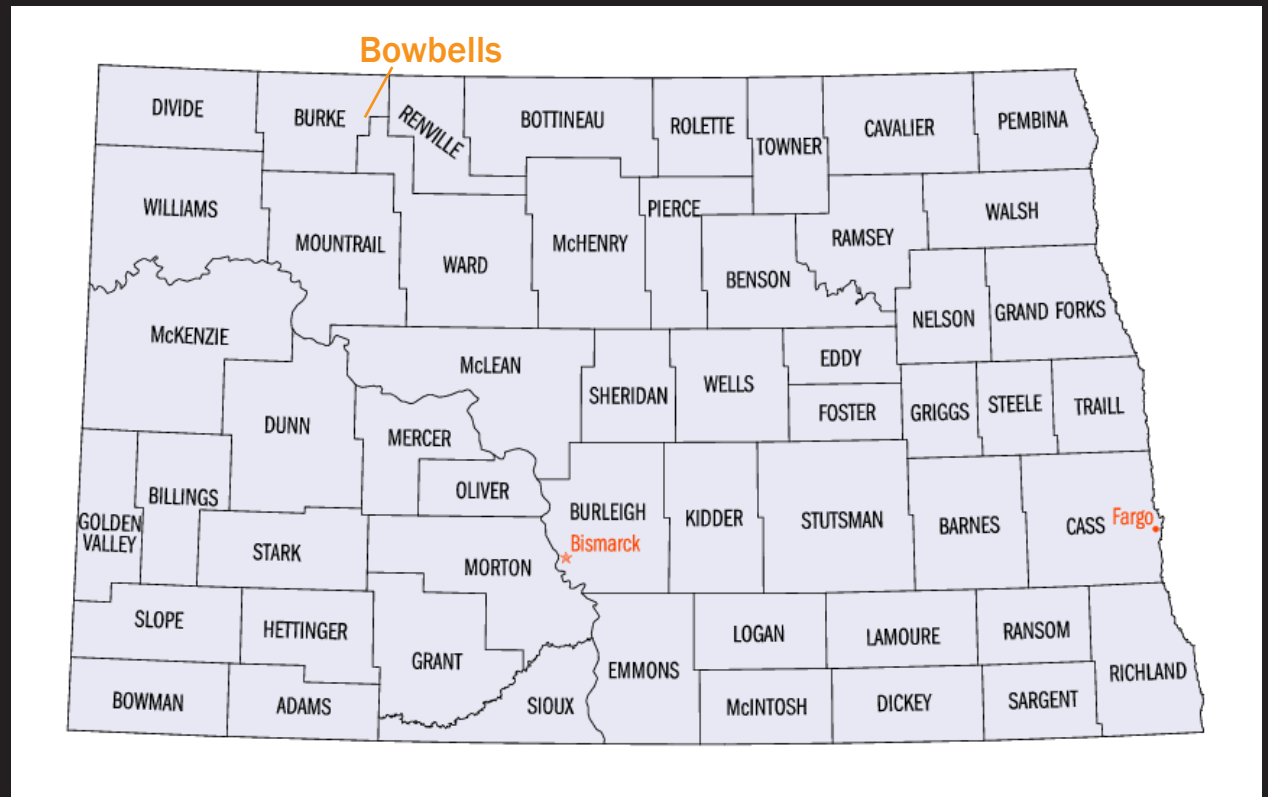 Bowbells
DIVIDE
BURKE
RENVILLE
BOTTINEAU
ROLETTE
TOWNER
CAVALIER
PEMBINA
WILLIAMS
MOUNTRAIL
WARD
McHENRY
PIERCE
BENSON
RAMSEY
WALSH
McKENZIE
McLEAN
SHERIDAN
WELLS
EDDY
FOSTER
NELSON
GRAND FORKS
DUNN
MERCER
OLIVER
GRIGGS
STEELE
TRAILL
GOLDEN
VALLEY
BILLINGS
STARK
MORTON
BURLEIGH
Bismarck
KIDDER
STUTSMAN
BARNES
CASS
Fargo
SLOPE
HETTINGER
GRANT
EMMONS
LOGAN
LAMOURE
RANSOM
RICHLAND
BOWMAN
ADAMS
SIOUX
McINTOSH
DICKEY
SARGENT